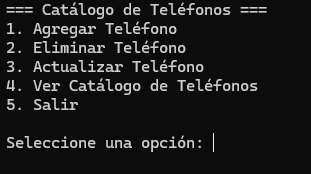 === Catálogo de Teléfonos ===
1. Agregar Teléfono
2. Eliminar Teléfono
3. Actualizar Teléfono
4. Ver Catálogo de Teléfonos
5. Salir
Seleccione una opción: